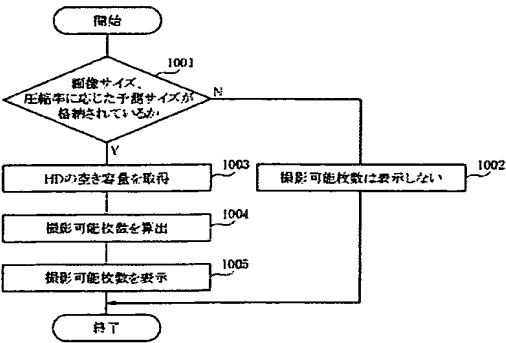 開始
1001
画像サイズ、
圧縮率に応じた予測サイズが
格納されているか
N
Y
1003
HDの空き容量を取得
1002
撮影可能枚数は表示しない
1004
撮影可能枚数を算出
1005
撮影可能枚数を表示
終了